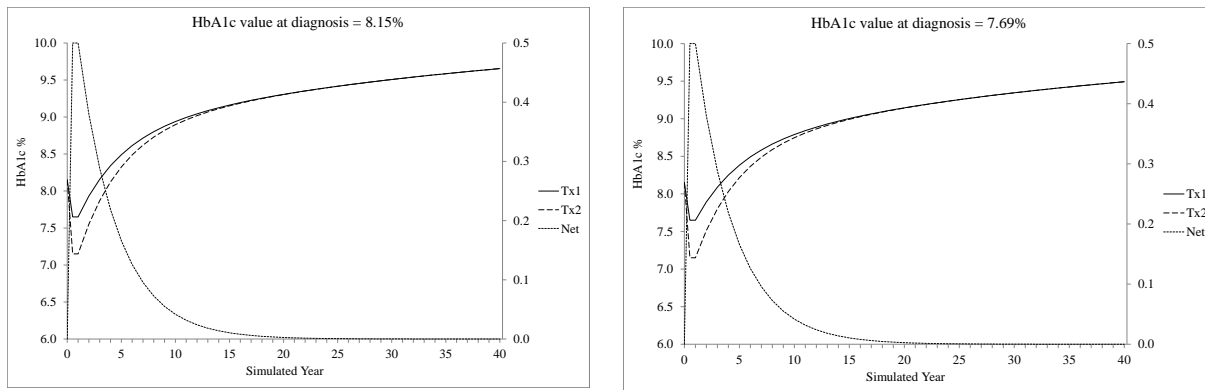 HbA1c value at diagnosis = 8.15%
10.0
9.5
9.0
8.5
8.0
7.5
7.0
6.5
6.0
HbA1c %
0.5
0.4
0.3
0.2
0.1
0.0
Tx1
Tx2
Net
0 5 10 15 20 25 30 35 40
Simulated Year
HbA1c value at diagnosis = 7.69%
10.0
9.5
9.0
8.5
8.0
7.5
7.0
6.5
6.0
HbA1c %
0.5
0.4
0.3
0.2
0.1
0.0
Tx1
Tx2
Net
0 5 10 15 20 25 30 35 40
Simulated Year